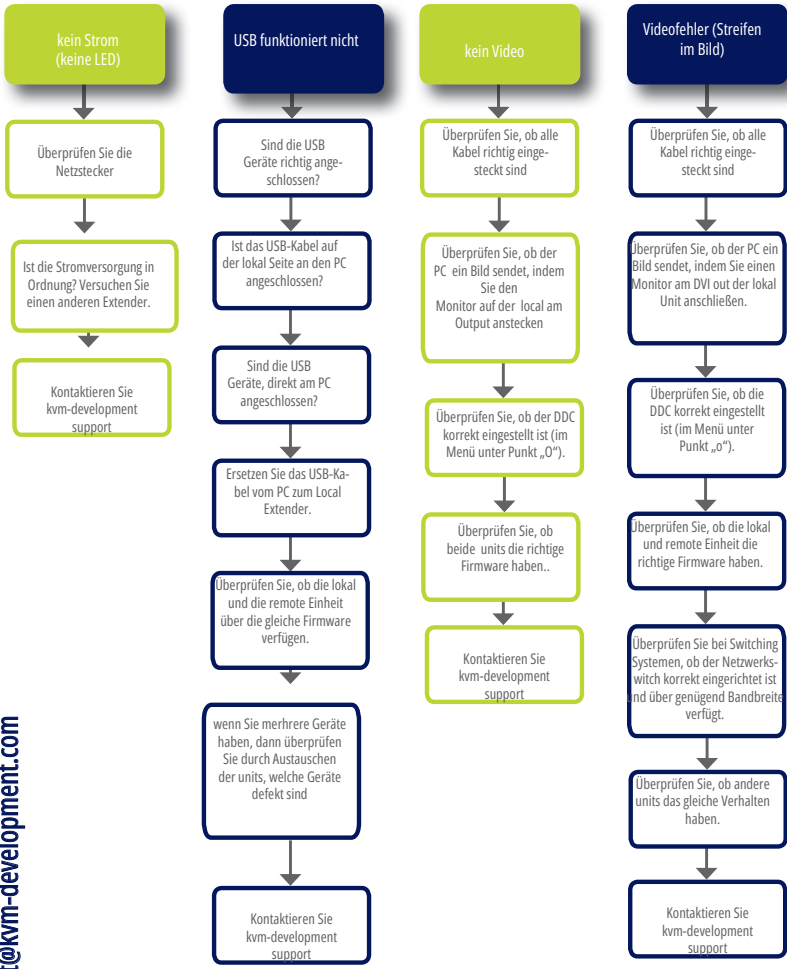 kein Strom
(keine LED)
Überprüfen Sie die
Netzstecker
Ist die Stromversorgung in
Ordnung? Versuchen Sie
einen anderen Extender.
Kontaktieren Sie
kvm-development
support
USB funktioniert nicht
Sind die USB
Geräte richtig ange-
schlossen?
Ist das USB-Kabel auf
der lokal Seite an den PC
angeschlossen?
Sind die USB
Geräte, direkt am PC
angeschlossen?
Ersetzen Sie das USB-Ka-
bel vom PC zum Local
Extender.
Überprüfen Sie, ob die lokal
und die remote Einheit
über die gleiche Firmware
verfügen.
wenn Sie merhrere Geräte
haben, dann überprüfen
Sie durch Austauschen
der units, welche Geräte
defekt sind
Kontaktieren Sie
kvm-development
support
kein Video
Überprüfen Sie, ob alle
Kabel richtig einge-
steckt sind
Überprüfen Sie, ob der
PC ein Bild sendet, indem
Sie den
Monitor auf der local am
Output anstecken
Überprüfen Sie, ob der DDC
korrekt eingestellt ist (im
Menü unter Punkt „O“).
Überprüfen Sie, ob
beide units die richtige
Firmware haben..
Kontaktieren Sie
kvm-development
support
Videofehler (Streifen
im Bild)
Überprüfen Sie, ob alle
Kabel richtig einge-
steckt sind
Überprüfen Sie, ob der PC ein
Bild sendet, indem Sie einen
Monitor am DVI out der lokal
Unit anschließen.
Überprüfen Sie, ob die
DDC korrekt eingestellt
ist (im Menü unter
Punkt „o“).
Überprüfen Sie, ob die lokal
und remote Einheit die
richtige Firmware haben.
Überprüfen Sie bei Switching
Systemen, ob der Netzwerks-
witch korrekt eingerichtet ist
und über genügend Bandbreite
verfügt.
Überprüfen Sie, ob andere
units das gleiche Verhalten
haben.
Kontaktieren Sie
kvm-development
support
t@kvm-development.com